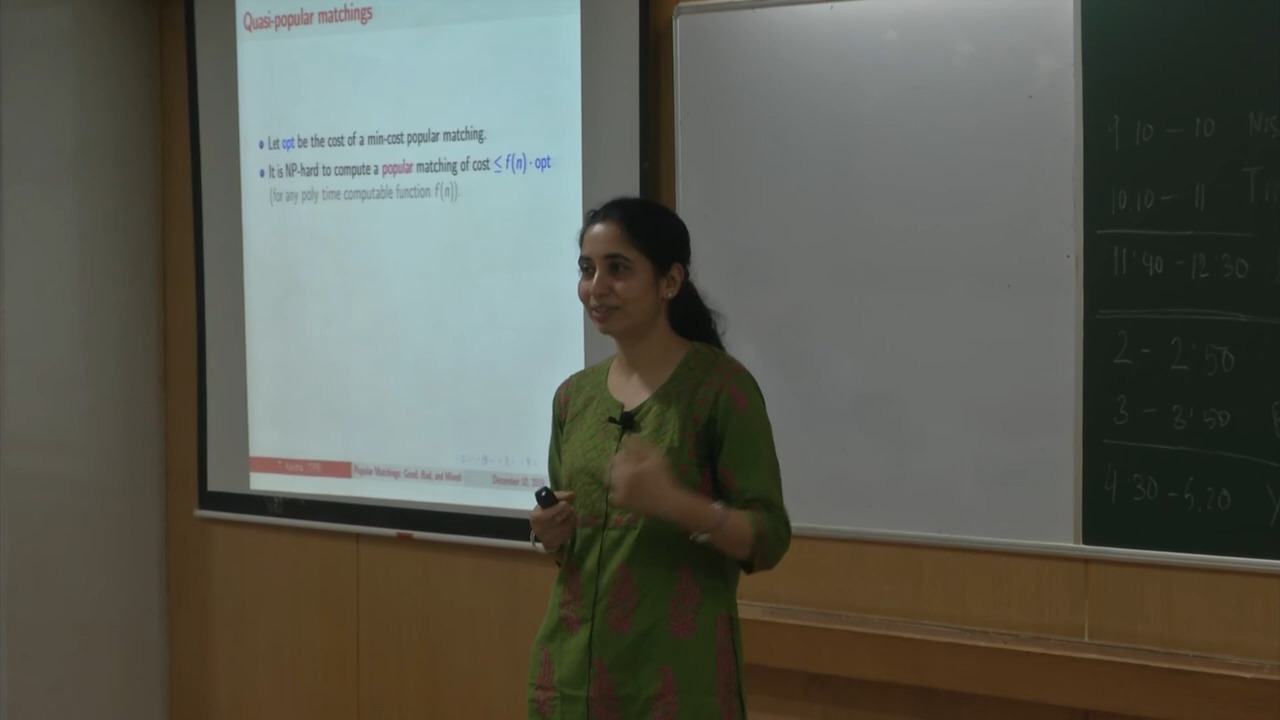 Quasi-popular matchings
• Let opt be the cost of a min-cost popular matching.
• It is NP-hard to compute a popular matching of cost ≤ f(n) · opt
(for any poly time computable function f(n)).
Popular Matchings: Good, Bad, and Mixed
December 10,
9 10 - 10
10.10 - 11
11:40 - 12:30
2 - 2:50
3 - 3:50
4:30 - 5.20